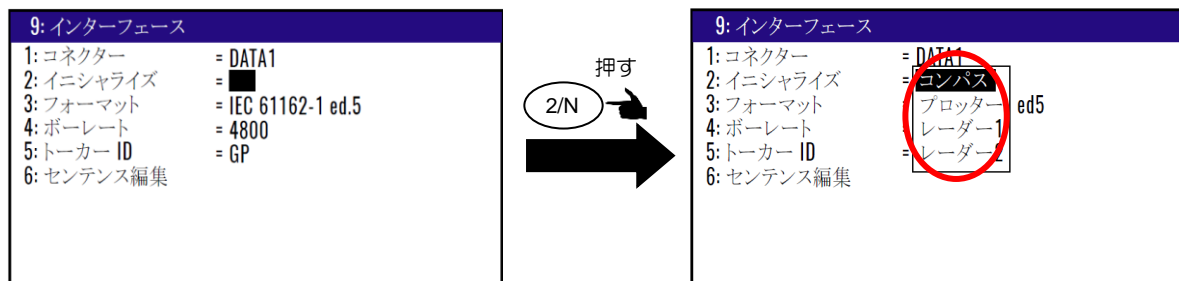 9: インターフェース
1: コネクター = DATA1
2: イニシャライズ =
3: フォーマット = IEC 61162-1 ed.5
4: ボーレート = 4800
5: トーカー ID = GP
6: センテンス編集
押す
2/N
9: インターフェース
1: コネクター = DATA1
2: イニシャライズ = コンパス
3: フォーマット プロッター ed5
4: ボーレート レーダー1
5: トーカー ID = レーダー2
6: センテンス編集